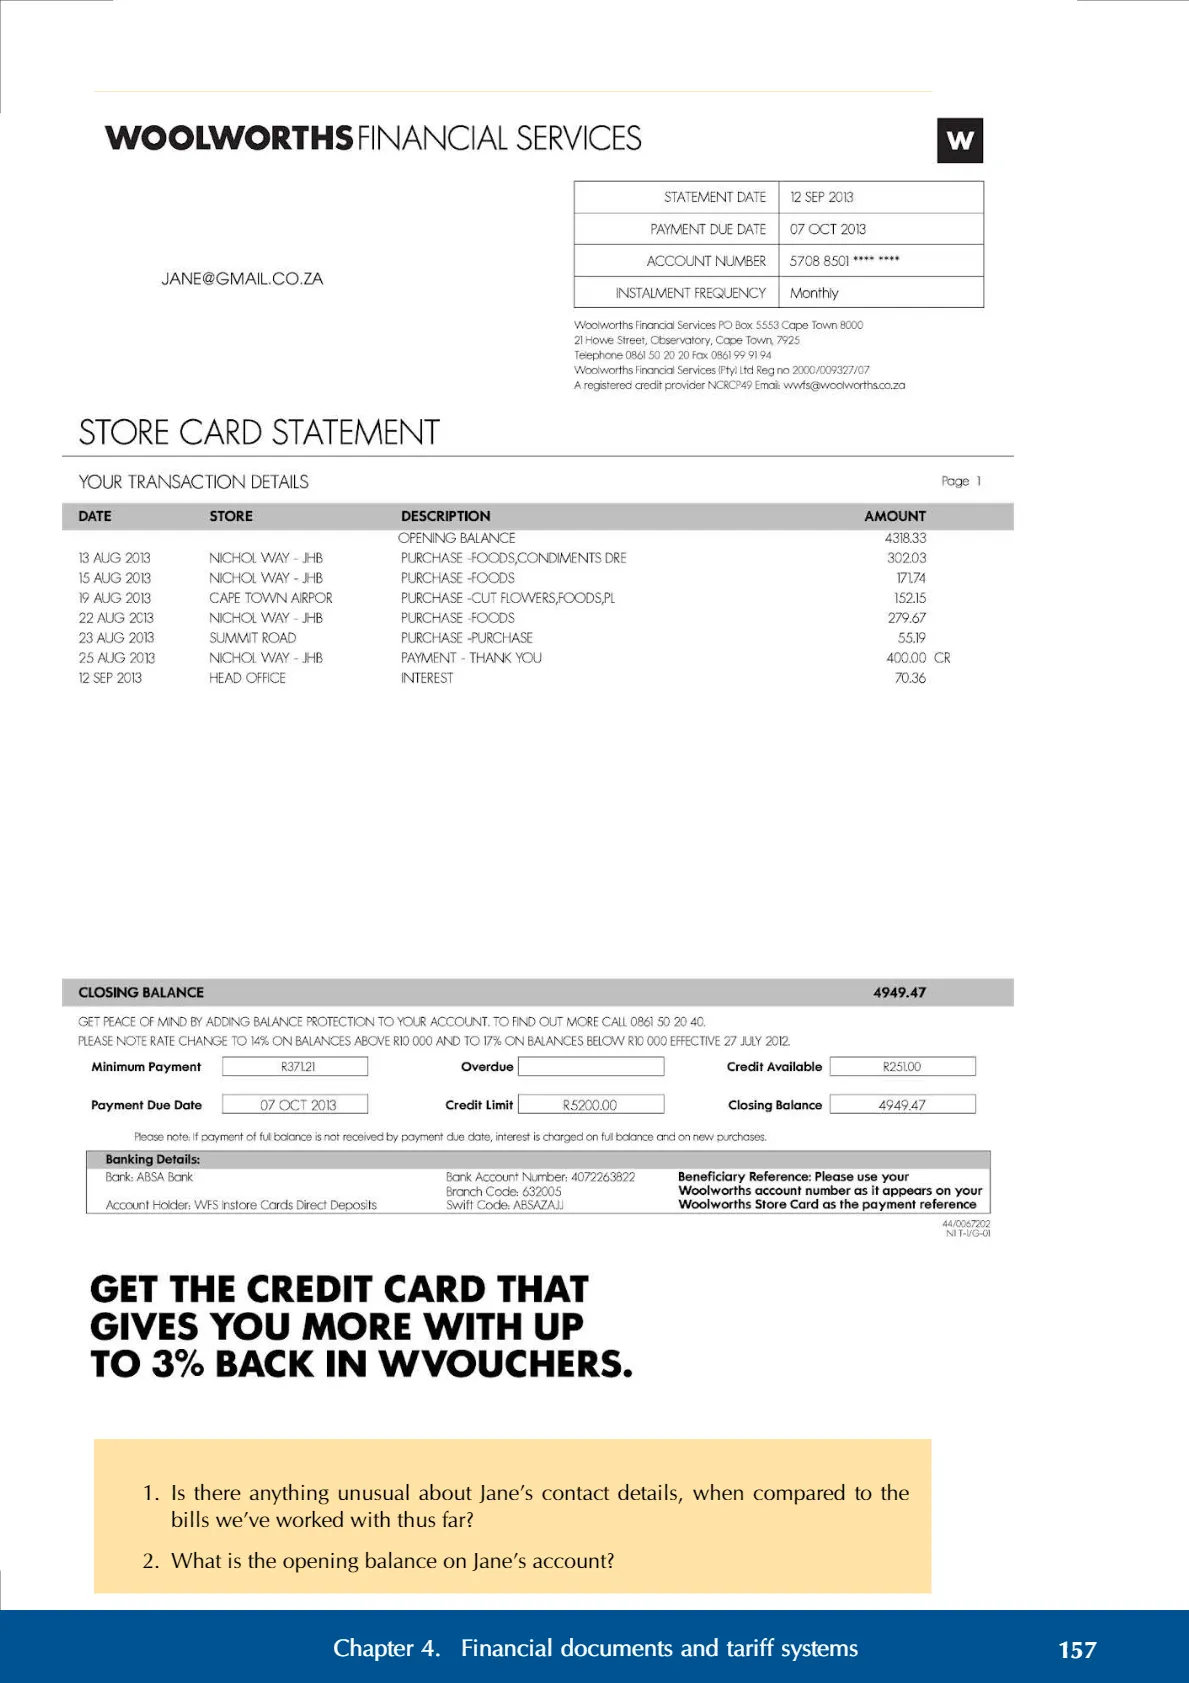 WOOLWORTHS FINANCIAL SERVICES
W
STATEMENT DATE 12 SEP 2013
PAYMENT DUE DATE 07 OCT 2013
ACCOUNT NUMBER 5708 8501 **** ****
INSTALMENT FREQUENCY Monthly
JANE@GMAIL.CO.ZA
Woolworths Financial Services PO Box 5553 Cape Town 8000
21 Howe Street, Observatory, Cape Town, 7925
Telephone 0861 50 20 20 Fax 0861 99 91 94
Woolworths Financial Services (Pty) Ltd Reg no 2000/009327/07
A registered credit provider NCRCP49 Email: wwfs@woolworths.co.za
STORE CARD STATEMENT
YOUR TRANSACTION DETAILS Page 1
DATE STORE DESCRIPTION AMOUNT
OPENING BALANCE 4318.33
13 AUG 2013 NICHOL WAY - JHB PURCHASE -FOODS,CONDIMENTS DRE 302.03
15 AUG 2013 NICHOL WAY - JHB PURCHASE -FOODS 171.74
19 AUG 2013 CAPE TOWN AIRPOR PURCHASE -CUT FLOWERS,FOODS,PL 152.15
22 AUG 2013 NICHOL WAY - JHB PURCHASE -FOODS 279.67
23 AUG 2013 SUMMIT ROAD PURCHASE -PURCHASE 55.19
25 AUG 2013 NICHOL WAY - JHB PAYMENT - THANK YOU 400.00 CR
12 SEP 2013 HEAD OFFICE INTEREST 70.36
CLOSING BALANCE 4949.47
GET PEACE OF MIND BY ADDING BALANCE PROTECTION TO YOUR ACCOUNT. TO FIND OUT MORE CALL 0861 50 20 40.
PLEASE NOTE RATE CHANGE TO 14% ON BALANCES ABOVE R10 000 AND TO 17% ON BALANCES BELOW R10 000 EFFECTIVE 27 JULY 2012.
Minimum Payment R371.21 Overdue Credit Available R251.00
Payment Due Date 07 OCT 2013 Credit Limit R5200.00 Closing Balance 4949.47
Please note: If payment of full balance is not received by payment due date, interest is charged on full balance and on new purchases.
Banking Details:
Bank: ABSA Bank Bank Account Number: 4072263822 Beneficiary Reference: Please use your
Branch Code: 632005 Woolworths account number as it appears on your
Account Holder: WFS Instore Cards Direct Deposits Swift Code: ABSAZAJJ Woolworths Store Card as the payment reference
44/0067202
N1 T-1/G-01
GET THE CREDIT CARD THAT
GIVES YOU MORE WITH UP
TO 3% BACK IN WVOUCHERS.
1. Is there anything unusual about Jane's contact details, when compared to the
bills we've worked with thus far?
2. What is the opening balance on Jane's account?
Chapter 4. Financial documents and tariff systems 157